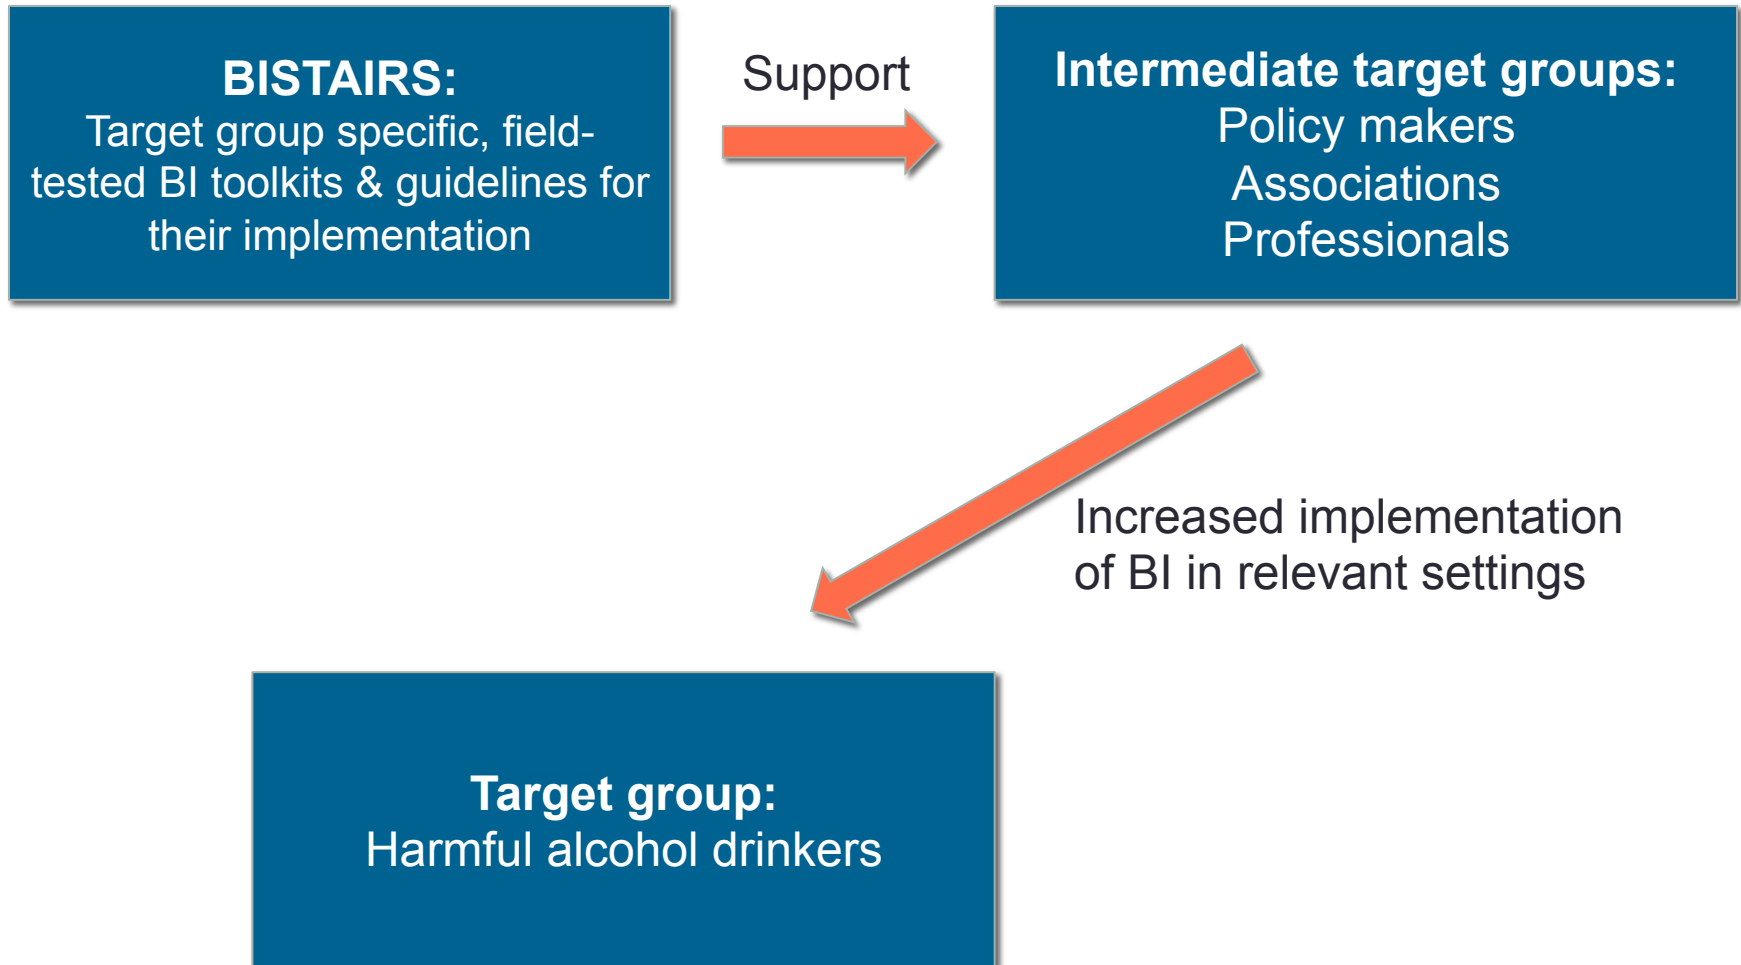 BISTAIRS:
Target group specific, field-
tested BI toolkits & guidelines for
their implementation
Support
Intermediate target groups:
Policy makers
Associations
Professionals
Increased implementation
of BI in relevant settings
Target group:
Harmful alcohol drinkers